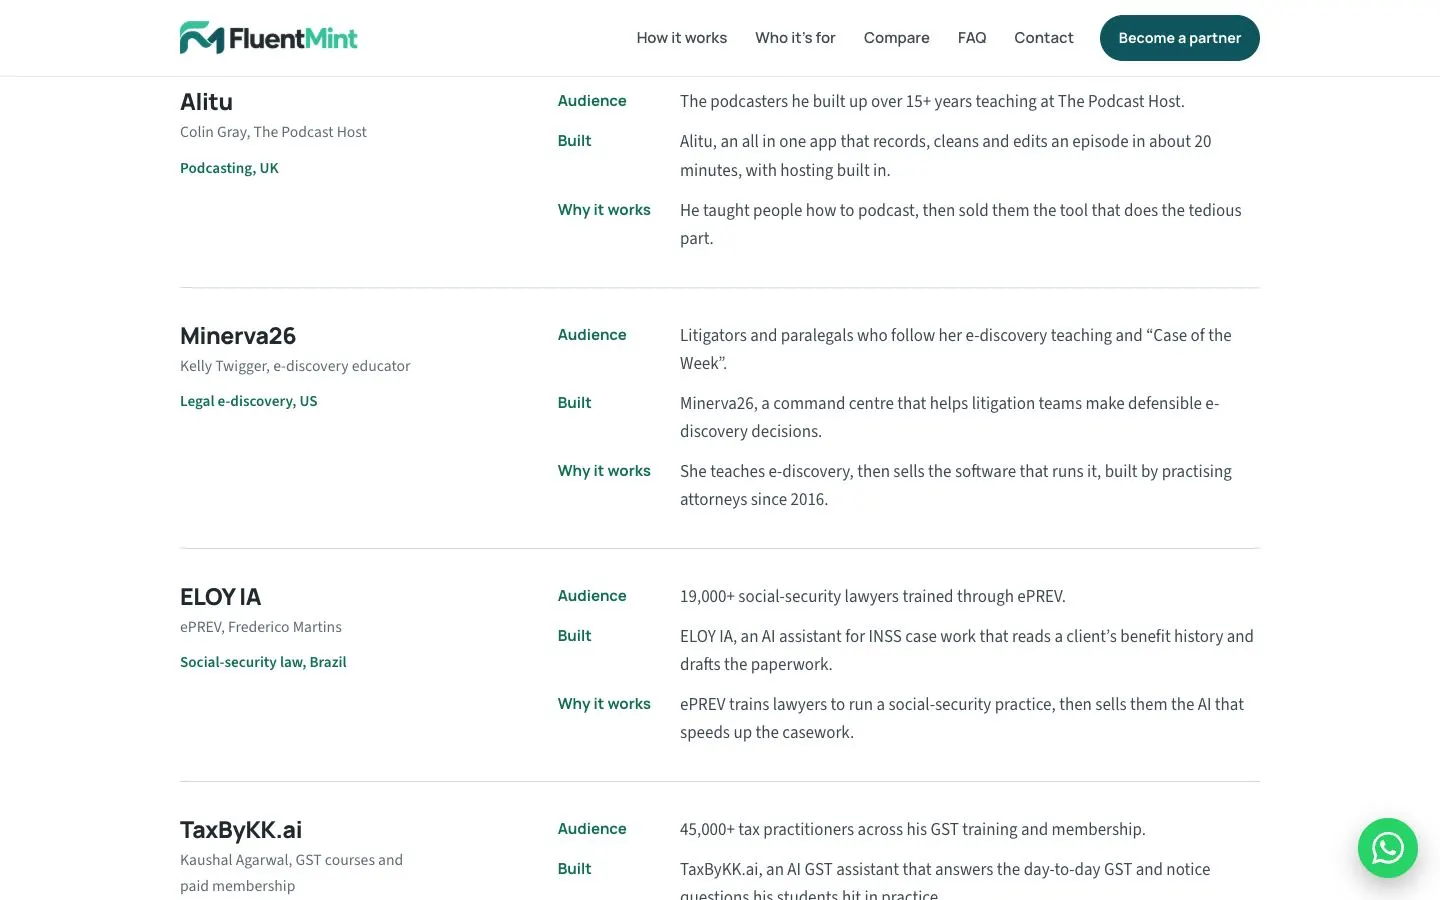 FluentMint
How it works
Who it’s for
Compare
FAQ
Contact
Become a partner
Alitu
Colin Gray, The Podcast Host
Podcasting, UK
Audience
The podcasters he built up over 15+ years teaching at The Podcast Host.
Built
Alitu, an all in one app that records, cleans and edits an episode in about 20
minutes, with hosting built in.
Why it works
He taught people how to podcast, then sold them the tool that does the tedious
part.
Minerva26
Kelly Twigger, e-discovery educator
Legal e-discovery, US
Audience
Litigators and paralegals who follow her e-discovery teaching and “Case of the
Week”.
Built
Minerva26, a command centre that helps litigation teams make defensible e-
discovery decisions.
Why it works
She teaches e-discovery, then sells the software that runs it, built by practising
attorneys since 2016.
ELOY IA
ePREV, Frederico Martins
Social-security law, Brazil
Audience
19,000+ social-security lawyers trained through ePREV.
Built
ELOY IA, an AI assistant for INSS case work that reads a client’s benefit history and
drafts the paperwork.
Why it works
ePREV trains lawyers to run a social-security practice, then sells them the AI that
speeds up the casework.
TaxByKK.ai
Kaushal Agarwal, GST courses and
paid membership
Audience
45,000+ tax practitioners across his GST training and membership.
Built
TaxByKK.ai, an AI GST assistant that answers the day-to-day GST and notice
questions his students hit in practice.